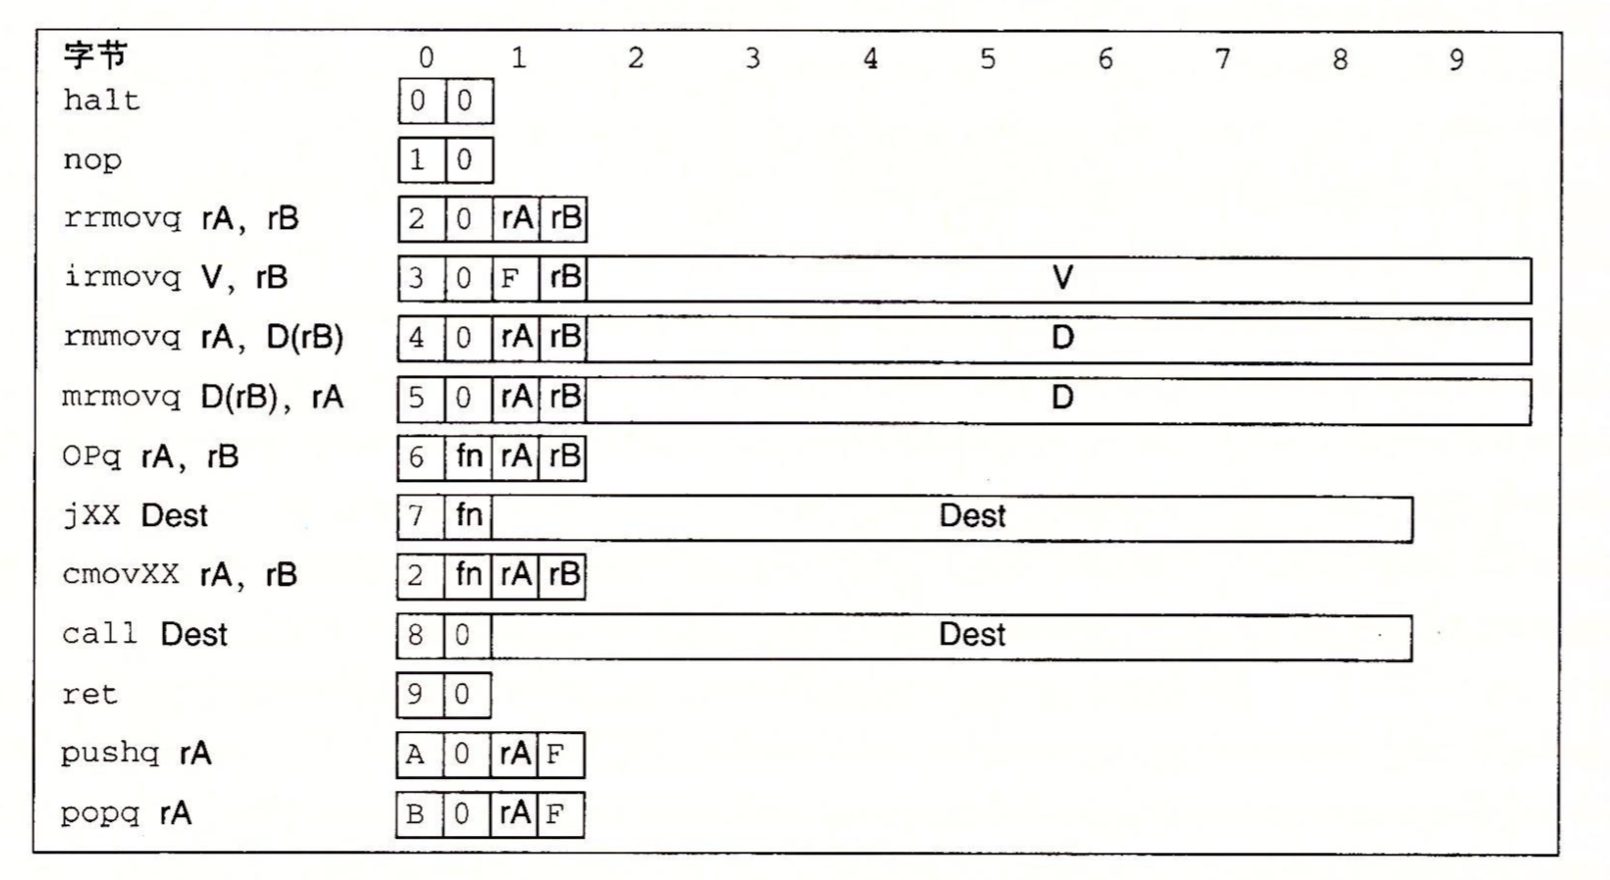 字节 0 1 2 3 4 5 6 7 8 9
halt 0 0
nop 1 0
rrmovq rA, rB 2 0 rA rB
irmovq V, rB 3 0 F rB V
rmmovq rA, D(rB) 4 0 rA rB D
mrmovq D(rB), rA 5 0 rA rB D
OPq rA, rB 6 fn rA rB
jXX Dest 7 fn Dest
cmovXX rA, rB 2 fn rA rB
call Dest 8 0 Dest
ret 9 0
pushq rA A 0 rA F
popq rA B 0 rA F